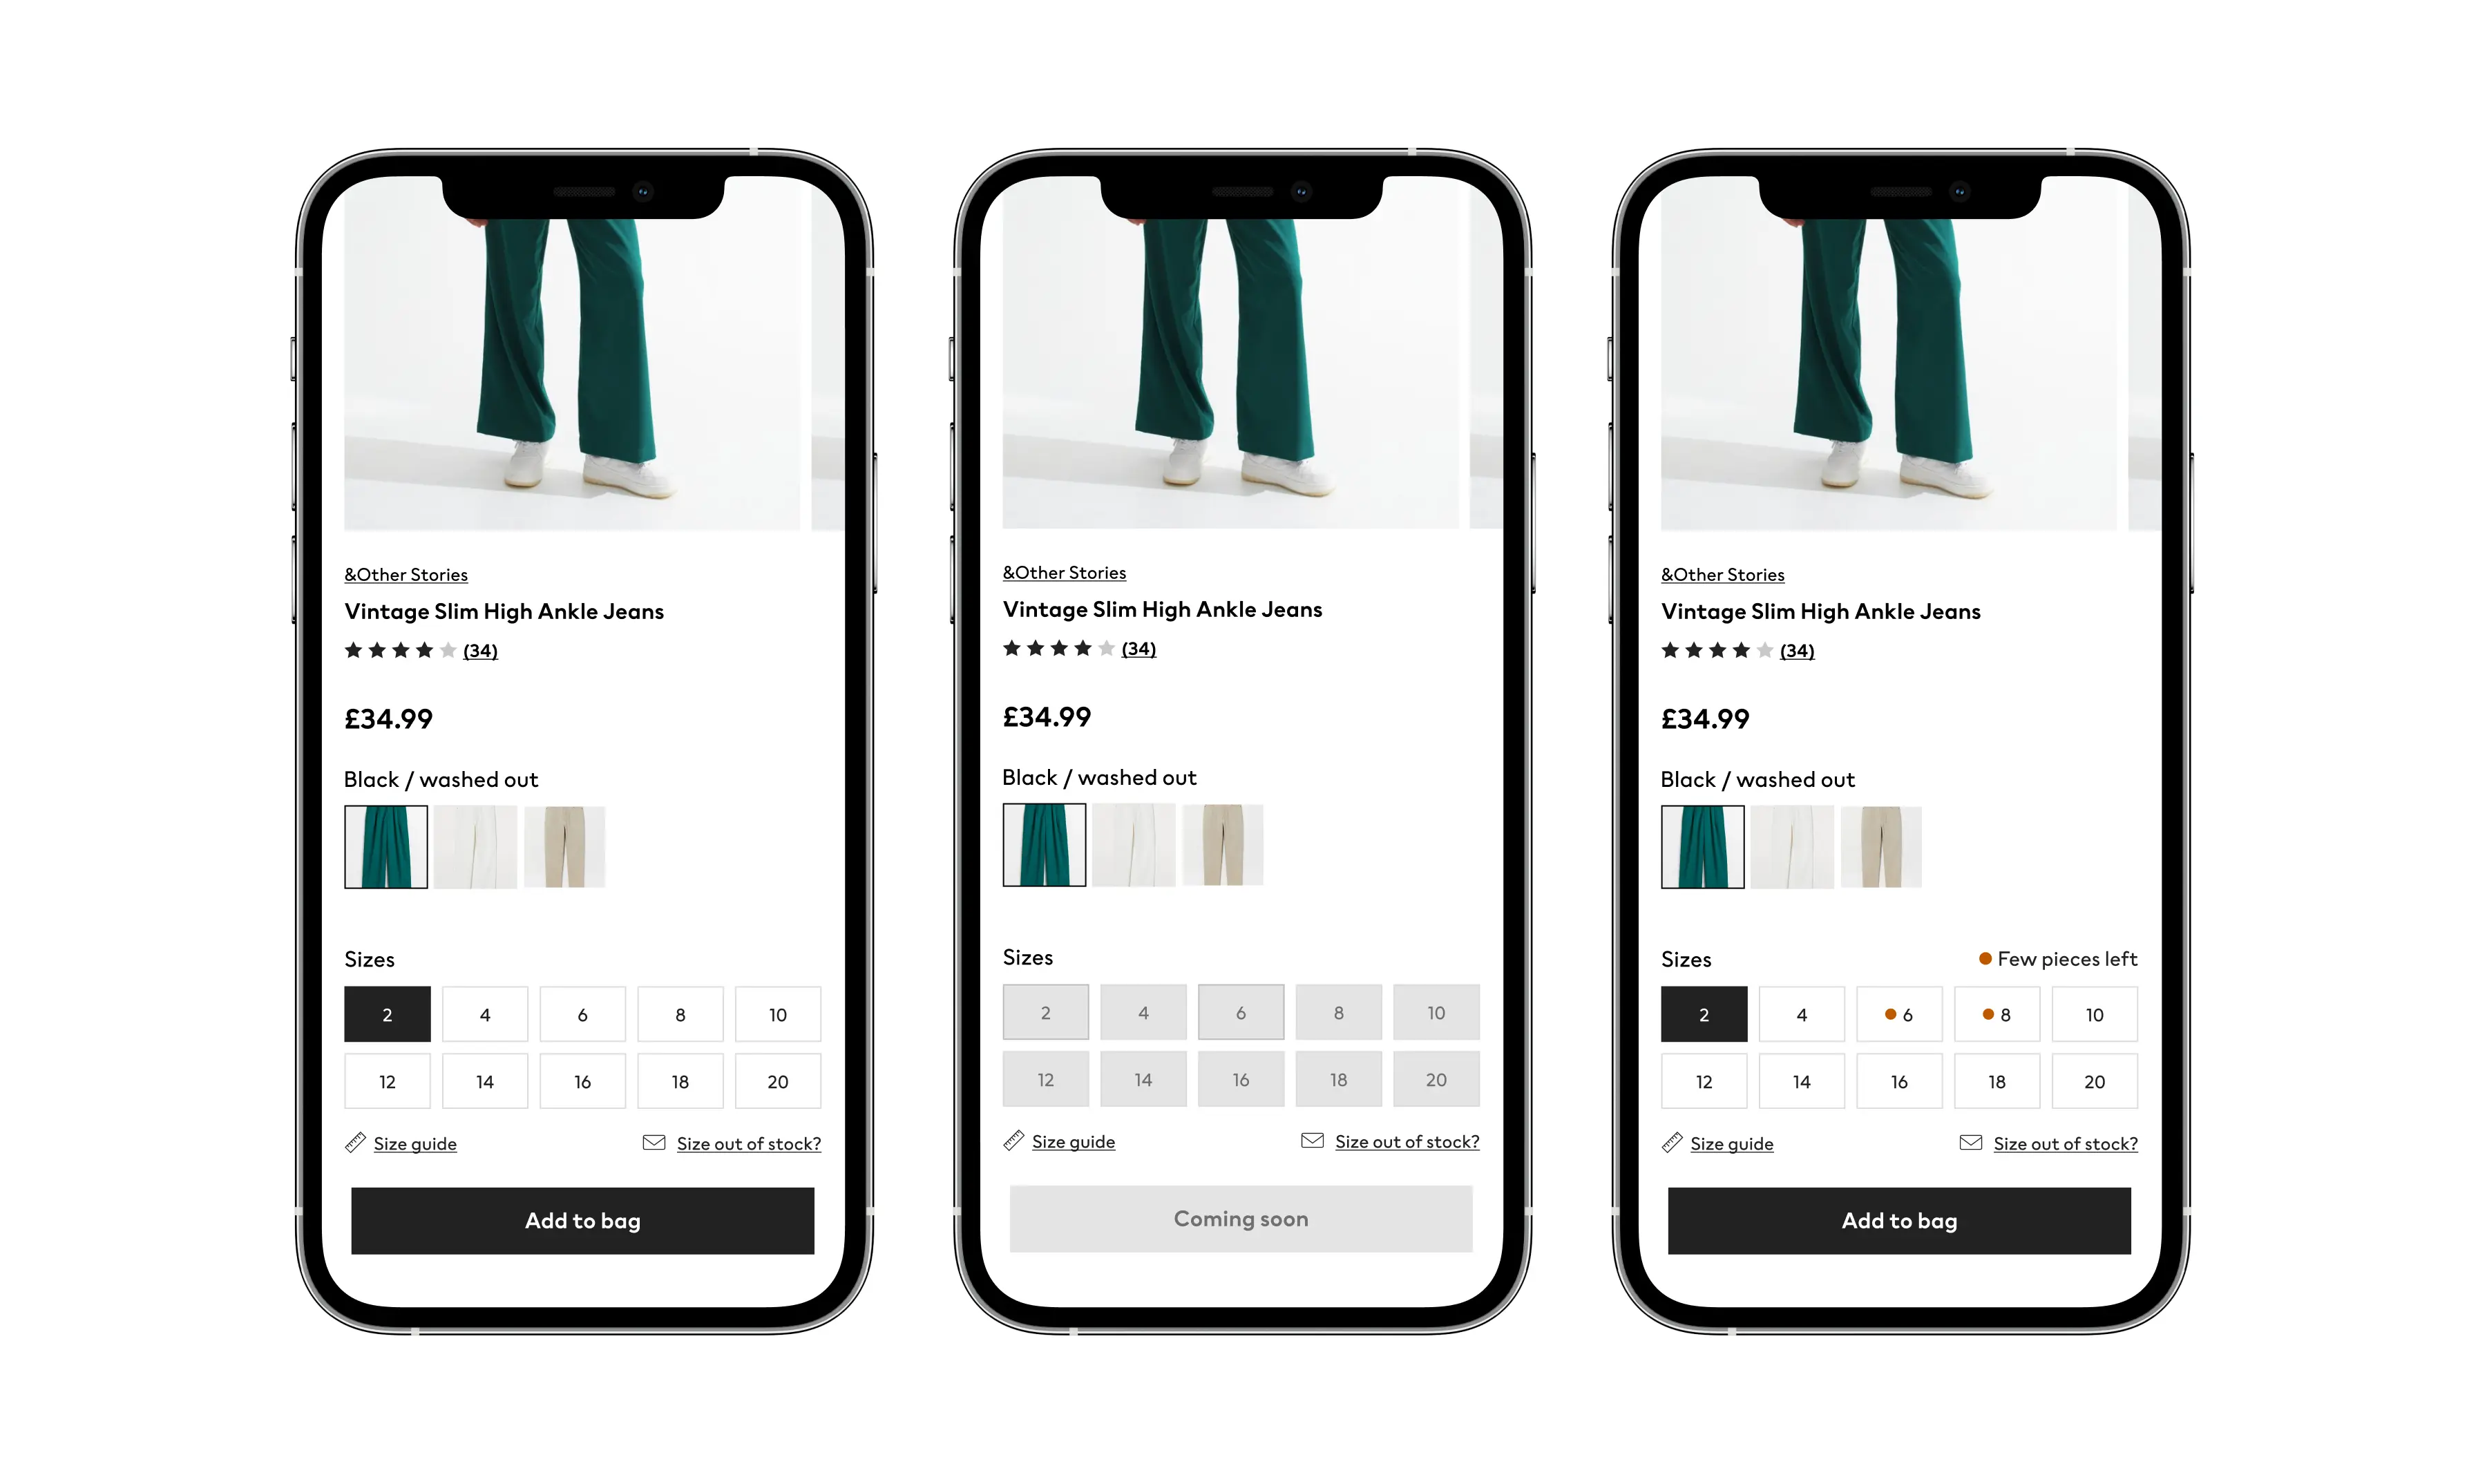 &Other Stories
Vintage Slim High Ankle Jeans
(34)
£34.99
Black / washed out
Sizes
2 4 6 8 10
12 14 16 18 20
Size guide Size out of stock?
Add to bag
&Other Stories
Vintage Slim High Ankle Jeans
(34)
£34.99
Black / washed out
Sizes
2 4 6 8 10
12 14 16 18 20
Size guide Size out of stock?
Coming soon
&Other Stories
Vintage Slim High Ankle Jeans
(34)
£34.99
Black / washed out
Sizes Few pieces left
2 4 6 8 10
12 14 16 18 20
Size guide Size out of stock?
Add to bag